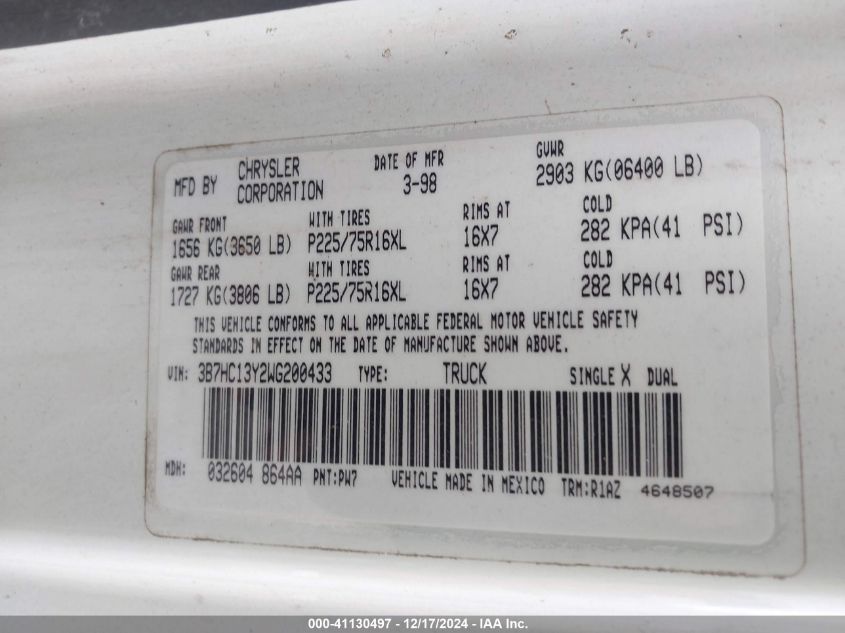 MFD BY CHRYSLER CORPORATION DATE OF MFR 3-98 GVWR 2903 KG(06400 LB)
GAWR FRONT WITH TIRES RIMS AT COLD
1656 KG(3650 LB) P225/75R16XL 16X7 282 KPA(41 PSI)
GAWR REAR WITH TIRES RIMS AT COLD
1727 KG(3806 LB) P225/75R16XL 16X7 282 KPA(41 PSI)
THIS VEHICLE CONFORMS TO ALL APPLICABLE FEDERAL MOTOR VEHICLE SAFETY
STANDARDS IN EFFECT ON THE DATE OF MANUFACTURE SHOWN ABOVE.
VIN: 3B7HC13Y2WG200433 TYPE: TRUCK SINGLE X DUAL
MDH: 032604 864AA PNT:PW7 VEHICLE MADE IN MEXICO TRM:R1AZ 4648507
000-41130497 - 12/17/2024 - IAA Inc.